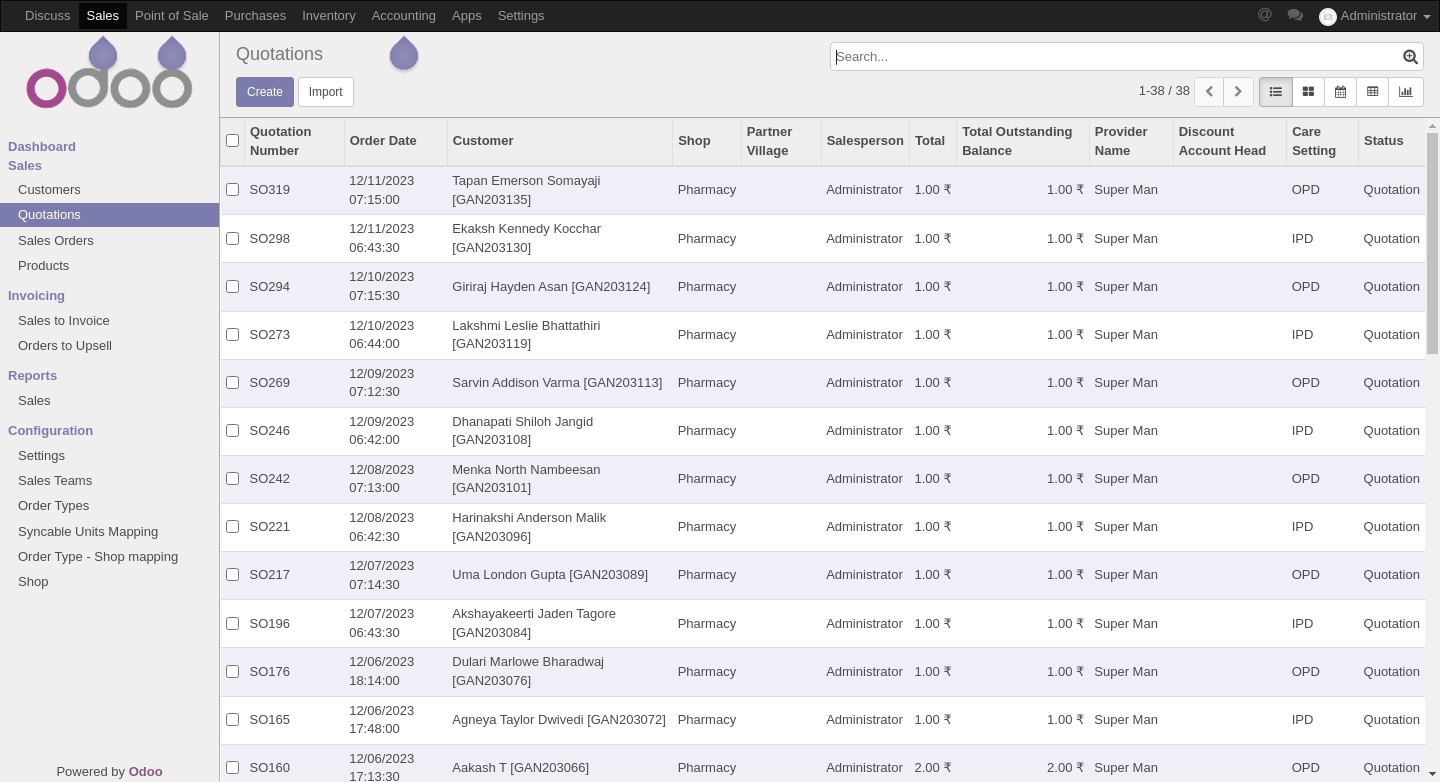 Discuss Sales Point of Sale Purchases Inventory Accounting Apps Settings @ Administrator
odoo
Dashboard
Sales
Customers
Quotations
Sales Orders
Products
Invoicing
Sales to Invoice
Orders to Upsell
Reports
Sales
Configuration
Settings
Sales Teams
Order Types
Syncable Units Mapping
Order Type - Shop mapping
Shop
Powered by Odoo
Quotations
Search...
Create Import
1-38 / 38
Quotation Number Order Date Customer Shop Partner Village Salesperson Total Total Outstanding Balance Provider Name Discount Account Head Care Setting Status
SO319 12/11/2023 07:15:00 Tapan Emerson Somayaji [GAN203135] Pharmacy Administrator 1.00 ₹ 1.00 ₹ Super Man OPD Quotation
SO298 12/11/2023 06:43:30 Ekaksh Kennedy Kocchar [GAN203130] Pharmacy Administrator 1.00 ₹ 1.00 ₹ Super Man IPD Quotation
SO294 12/10/2023 07:15:30 Giriraj Hayden Asan [GAN203124] Pharmacy Administrator 1.00 ₹ 1.00 ₹ Super Man OPD Quotation
SO273 12/10/2023 06:44:00 Lakshmi Leslie Bhattathiri [GAN203119] Pharmacy Administrator 1.00 ₹ 1.00 ₹ Super Man IPD Quotation
SO269 12/09/2023 07:12:30 Sarvin Addison Varma [GAN203113] Pharmacy Administrator 1.00 ₹ 1.00 ₹ Super Man OPD Quotation
SO246 12/09/2023 06:42:00 Dhanapati Shiloh Jangid [GAN203108] Pharmacy Administrator 1.00 ₹ 1.00 ₹ Super Man IPD Quotation
SO242 12/08/2023 07:13:00 Menka North Nambeesan [GAN203101] Pharmacy Administrator 1.00 ₹ 1.00 ₹ Super Man OPD Quotation
SO221 12/08/2023 06:42:30 Harinakshi Anderson Malik [GAN203096] Pharmacy Administrator 1.00 ₹ 1.00 ₹ Super Man IPD Quotation
SO217 12/07/2023 07:14:30 Uma London Gupta [GAN203089] Pharmacy Administrator 1.00 ₹ 1.00 ₹ Super Man OPD Quotation
SO196 12/07/2023 06:43:30 Akshayakeerti Jaden Tagore [GAN203084] Pharmacy Administrator 1.00 ₹ 1.00 ₹ Super Man IPD Quotation
SO176 12/06/2023 18:14:00 Dulari Marlowe Bharadwaj [GAN203076] Pharmacy Administrator 1.00 ₹ 1.00 ₹ Super Man OPD Quotation
SO165 12/06/2023 17:48:00 Agneya Taylor Dwivedi [GAN203072] Pharmacy Administrator 1.00 ₹ 1.00 ₹ Super Man IPD Quotation
SO160 12/06/2023 17:13:30 Aakash T [GAN203066] Pharmacy Administrator 2.00 ₹ 2.00 ₹ Super Man OPD Quotation